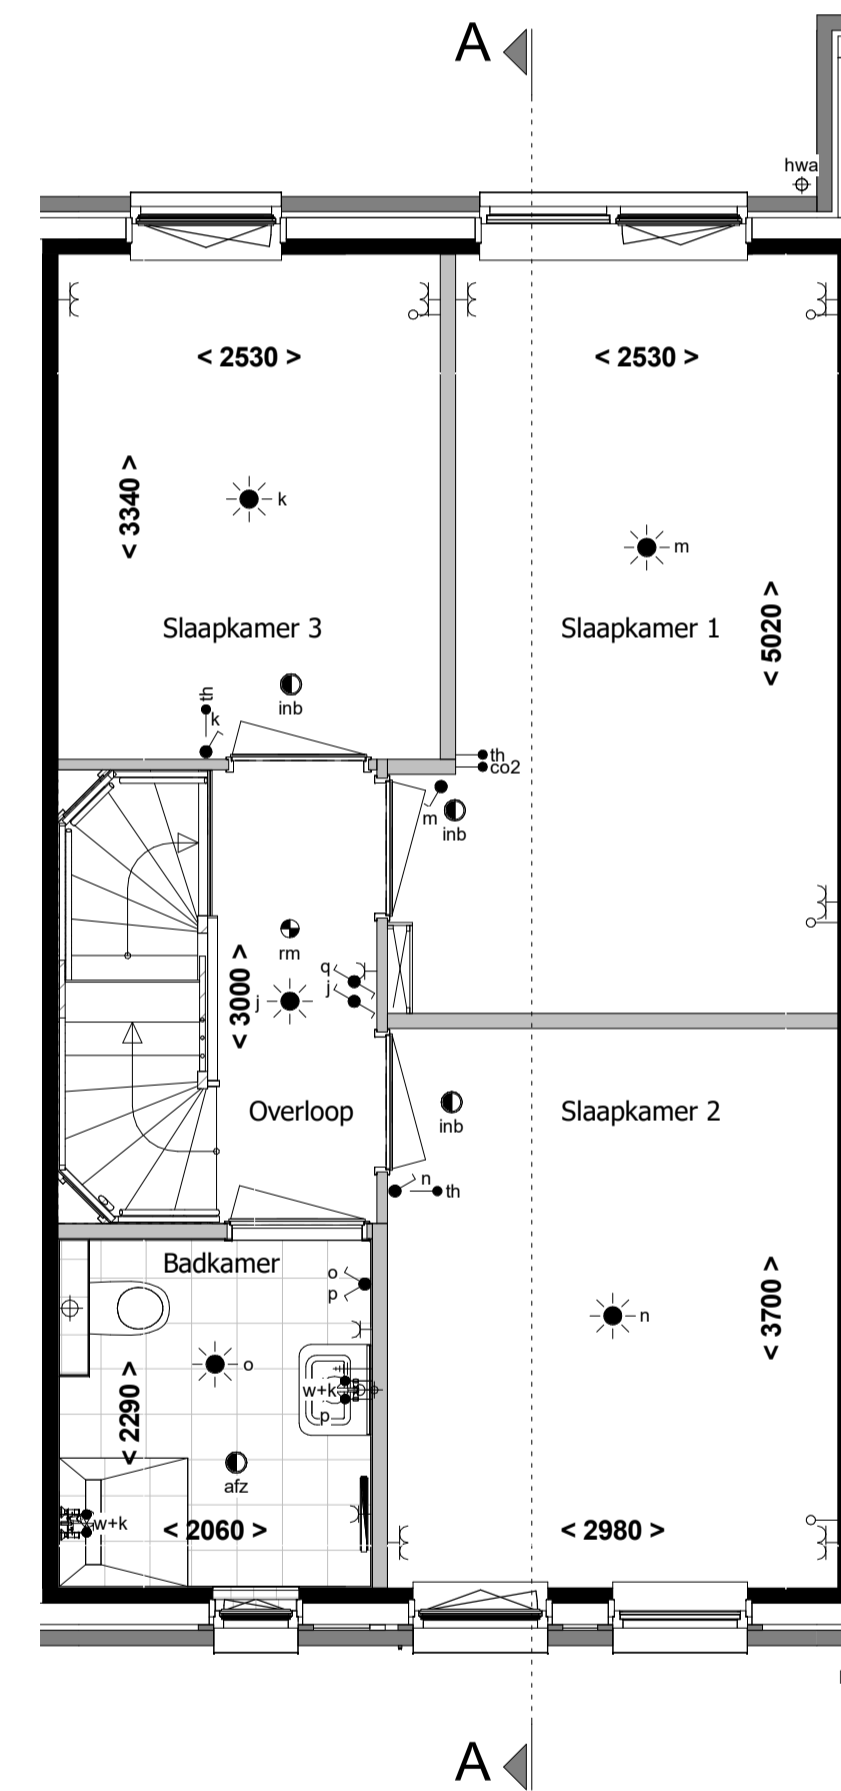 A
hwa
< 2530 >
< 2530 >
< 3340 >
k
m
Slaapkamer 3
Slaapkamer 1
< 5020 >
th
k
inb
th
co2
m
inb
rm
q
j
j
< 3000 >
Overloop
inb
Slaapkamer 2
n
th
Badkamer
o
p
n
< 3700 >
o
w+k
p
< 2290 >
afz
w+k
< 2060 >
< 2980 >
A